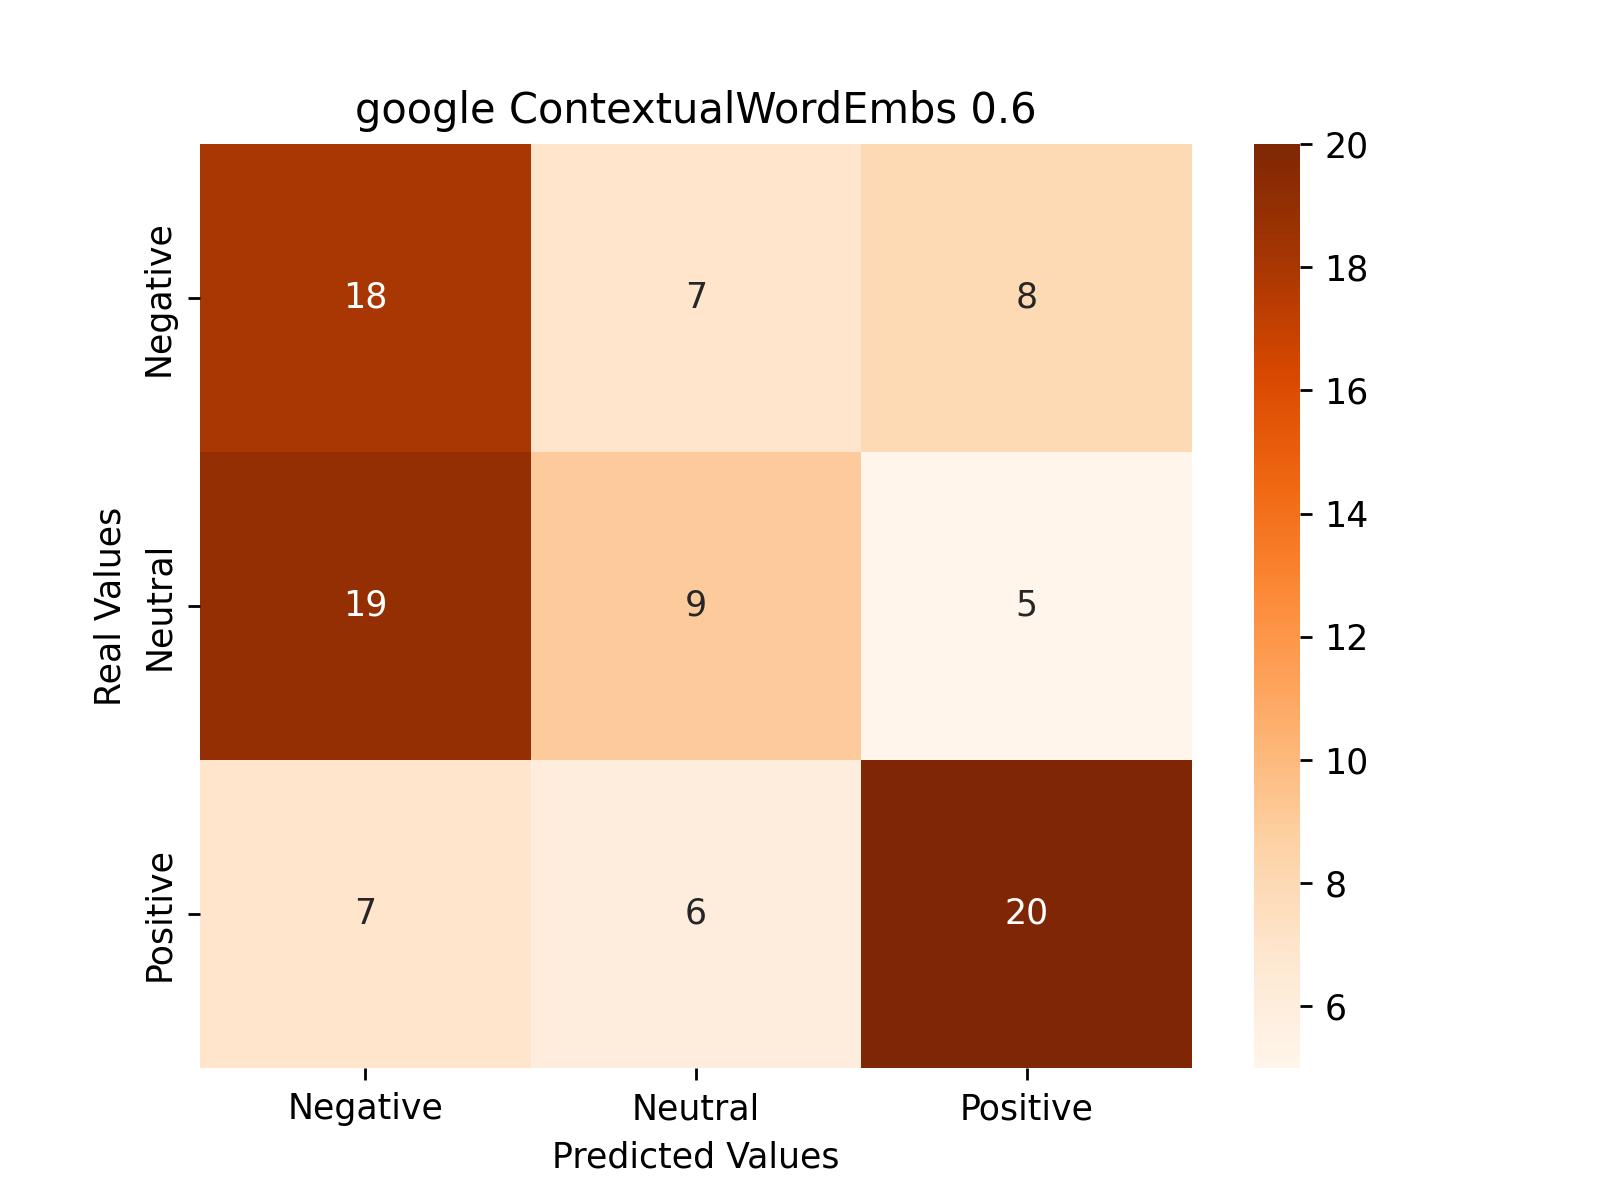 google ContextualWordEmbs 0.6
Real Values
Negative
18 7 8
Neutral
19 9 5
Positive
7 6 20
Negative Neutral Positive
Predicted Values
20
18
16
14
12
10
8
6